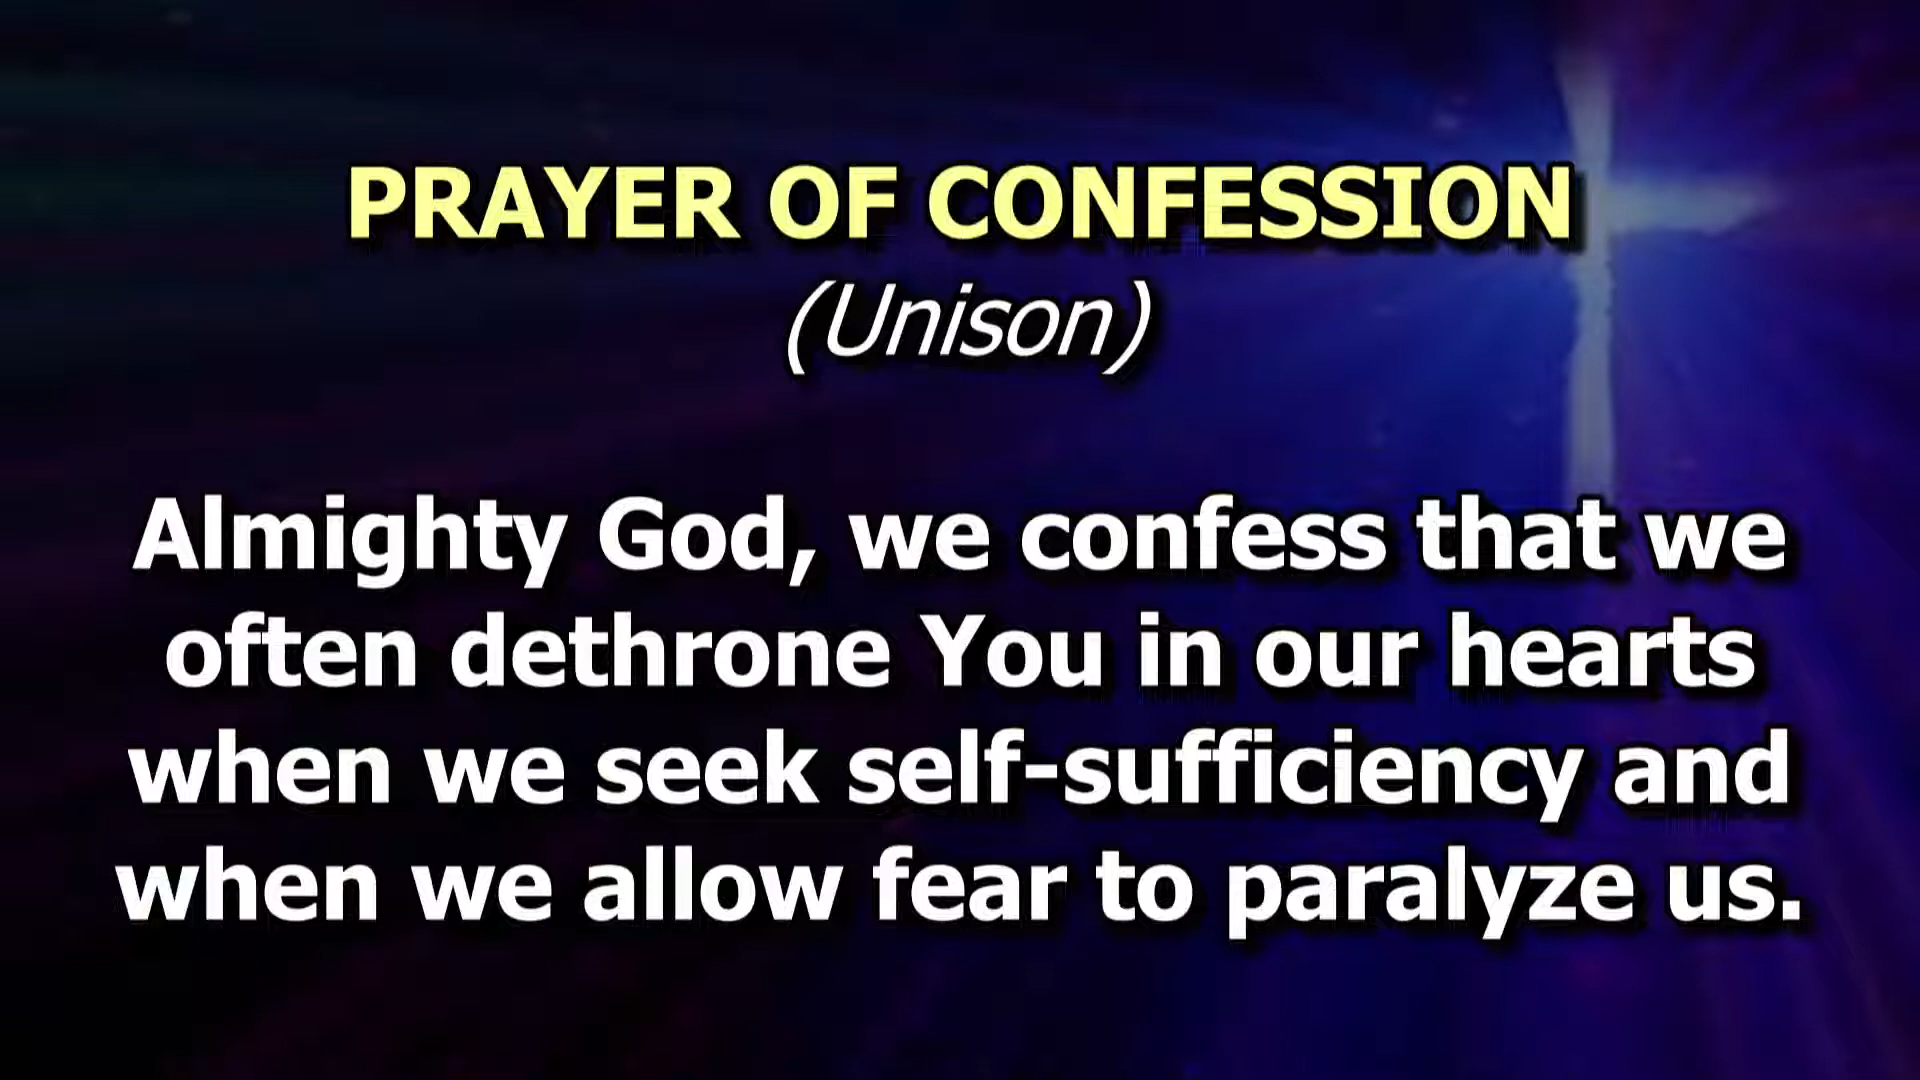 PRAYER OF CONFESSION
(Unison)
Almighty God, we confess that we
often dethrone You in our hearts
when we seek self-sufficiency and
when we allow fear to paralyze us.